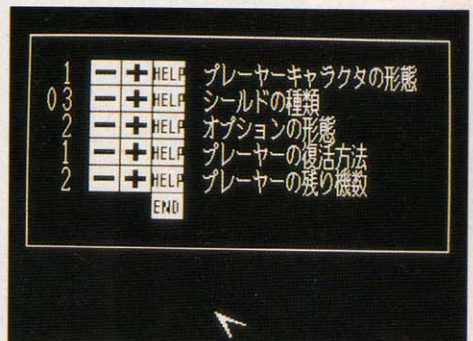 1 － ＋ HELP プレーヤーキャラクタの形態
03 － ＋ HELP シールドの種類
2 － ＋ HELP オプションの形態
1 － ＋ HELP プレーヤーの復活方法
2 － ＋ HELP プレーヤーの残り機数
END